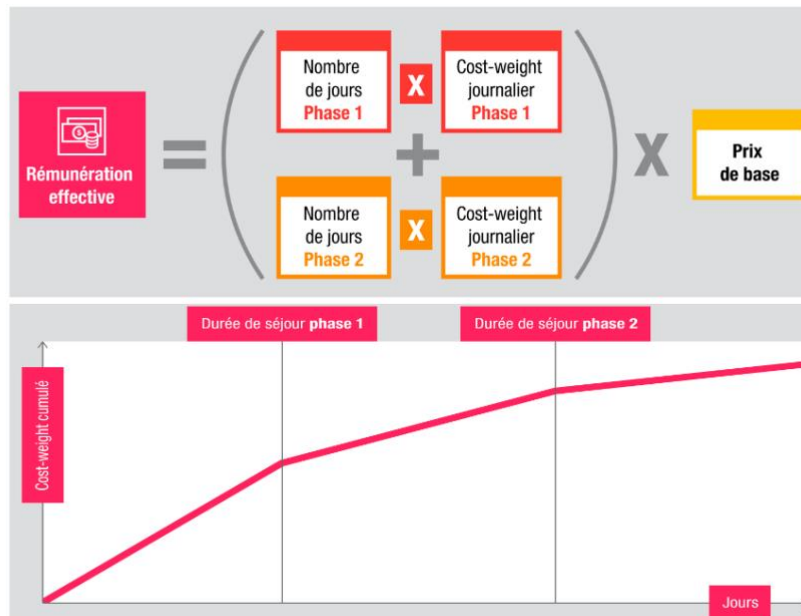 Rémunération
effective
=
(
Nombre
de jours
Phase 1
X
Cost-weight
journalier
Phase 1
+
Nombre
de jours
Phase 2
X
Cost-weight
journalier
Phase 2
)
X
Prix
de base
Durée de séjour phase 1
Durée de séjour phase 2
Cost-weight cumulé
Jours